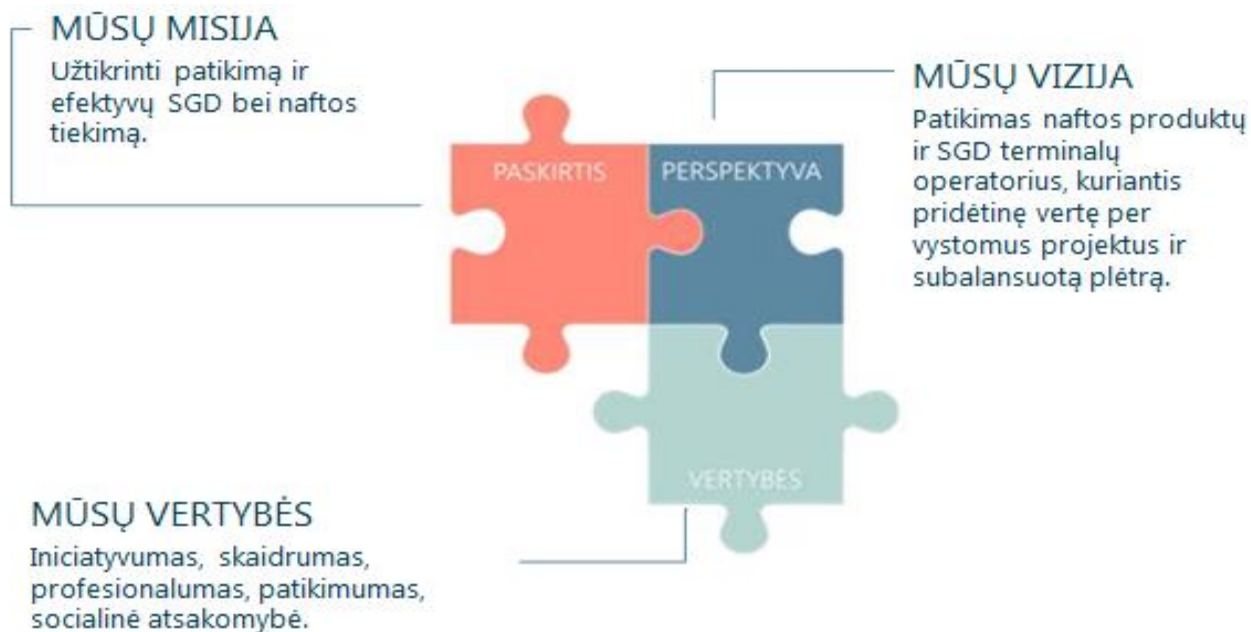 MŪSŲ MISIJA
Užtikrinti patikimą ir
efektyvų SGD bei naftos
tiekimą.
PASKIRTIS
PERSPEKTYVA
MŪSŲ VIZIJA
Patikimas naftos produktų
ir SGD terminalų
operatorius, kuriantis
pridėtinę vertę per
vystomus projektus ir
subalansuotą plėtrą.
VERTYBĖS
MŪSŲ VERTYBĖS
Iniciatyvumas, skaidrumas,
profesionalumas, patikimumas,
socialinė atsakomybė.